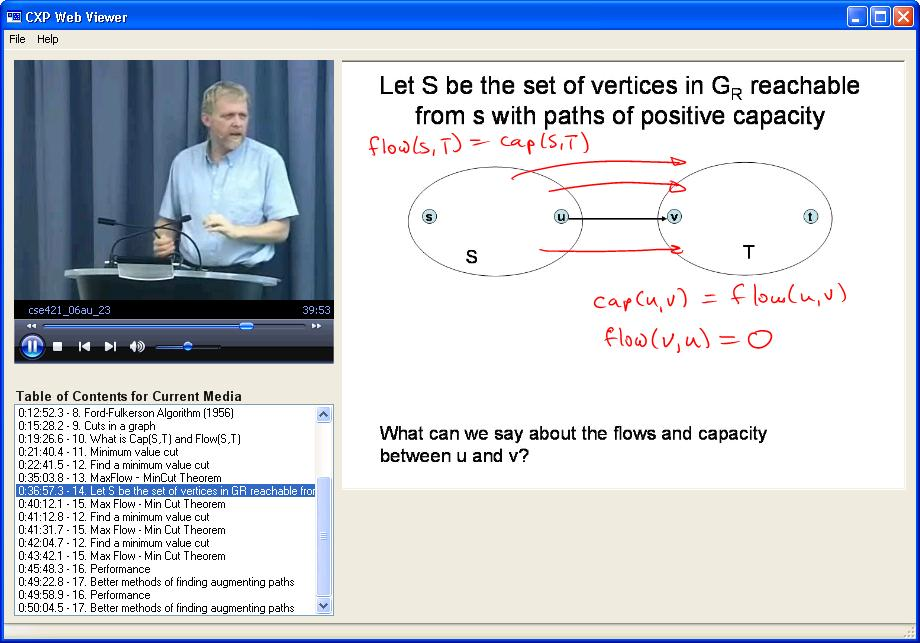 CXP Web Viewer
File Help
Let S be the set of vertices in GR reachable
from s with paths of positive capacity
flow(s,T) = cap(s,T)
s
u
v
t
S
T
cap(u,v) = flow(u,v)
flow(v,u) = 0
What can we say about the flows and capacity
between u and v?
cse421_06au_23 39:53
Table of Contents for Current Media
0:12:52.3 - 8. Ford-Fulkerson Algorithm (1956)
0:15:28.2 - 9. Cuts in a graph
0:19:26.6 - 10. What is Cap(S,T) and Flow(S,T)
0:21:40.4 - 11. Minimum value cut
0:22:41.5 - 12. Find a minimum value cut
0:35:03.8 - 13. MaxFlow - MinCut Theorem
0:36:57.3 - 14. Let S be the set of vertices in GR reachable fror
0:40:12.1 - 15. Max Flow - Min Cut Theorem
0:41:12.8 - 12. Find a minimum value cut
0:41:31.7 - 15. Max Flow - Min Cut Theorem
0:42:04.7 - 12. Find a minimum value cut
0:43:42.1 - 15. Max Flow - Min Cut Theorem
0:45:48.3 - 16. Performance
0:49:22.8 - 17. Better methods of finding augmenting paths
0:49:58.9 - 16. Performance
0:50:04.5 - 17. Better methods of finding augmenting paths